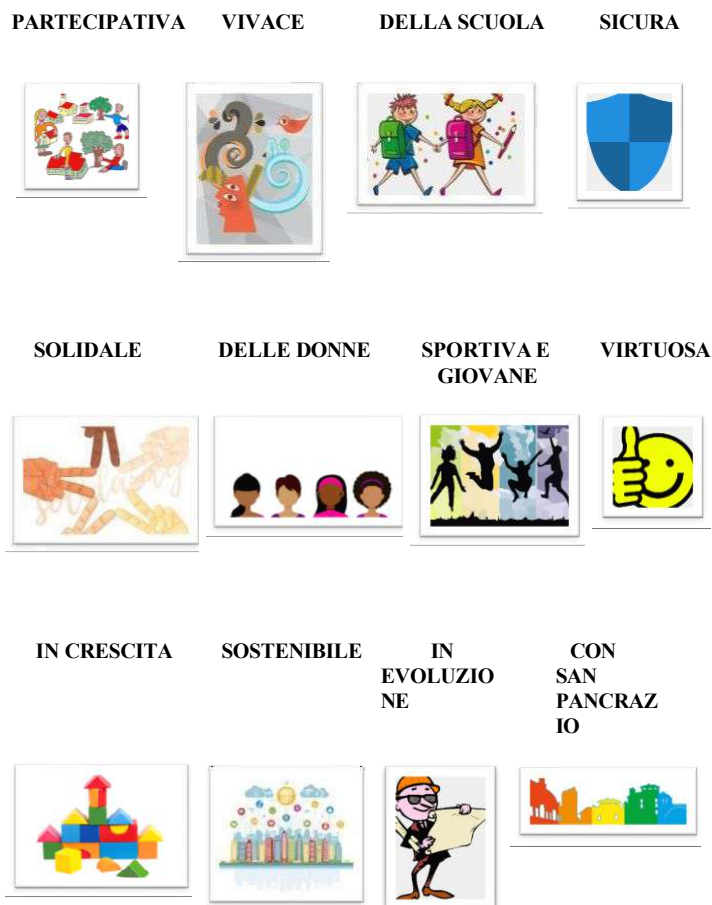 PARTECIPATIVA VIVACE DELLA SCUOLA SICURA
SOLIDALE DELLE DONNE SPORTIVA E GIOVANE VIRTUOSA
IN CRESCITA SOSTENIBILE IN EVOLUZIO NE CON SAN PANCRAZ IO